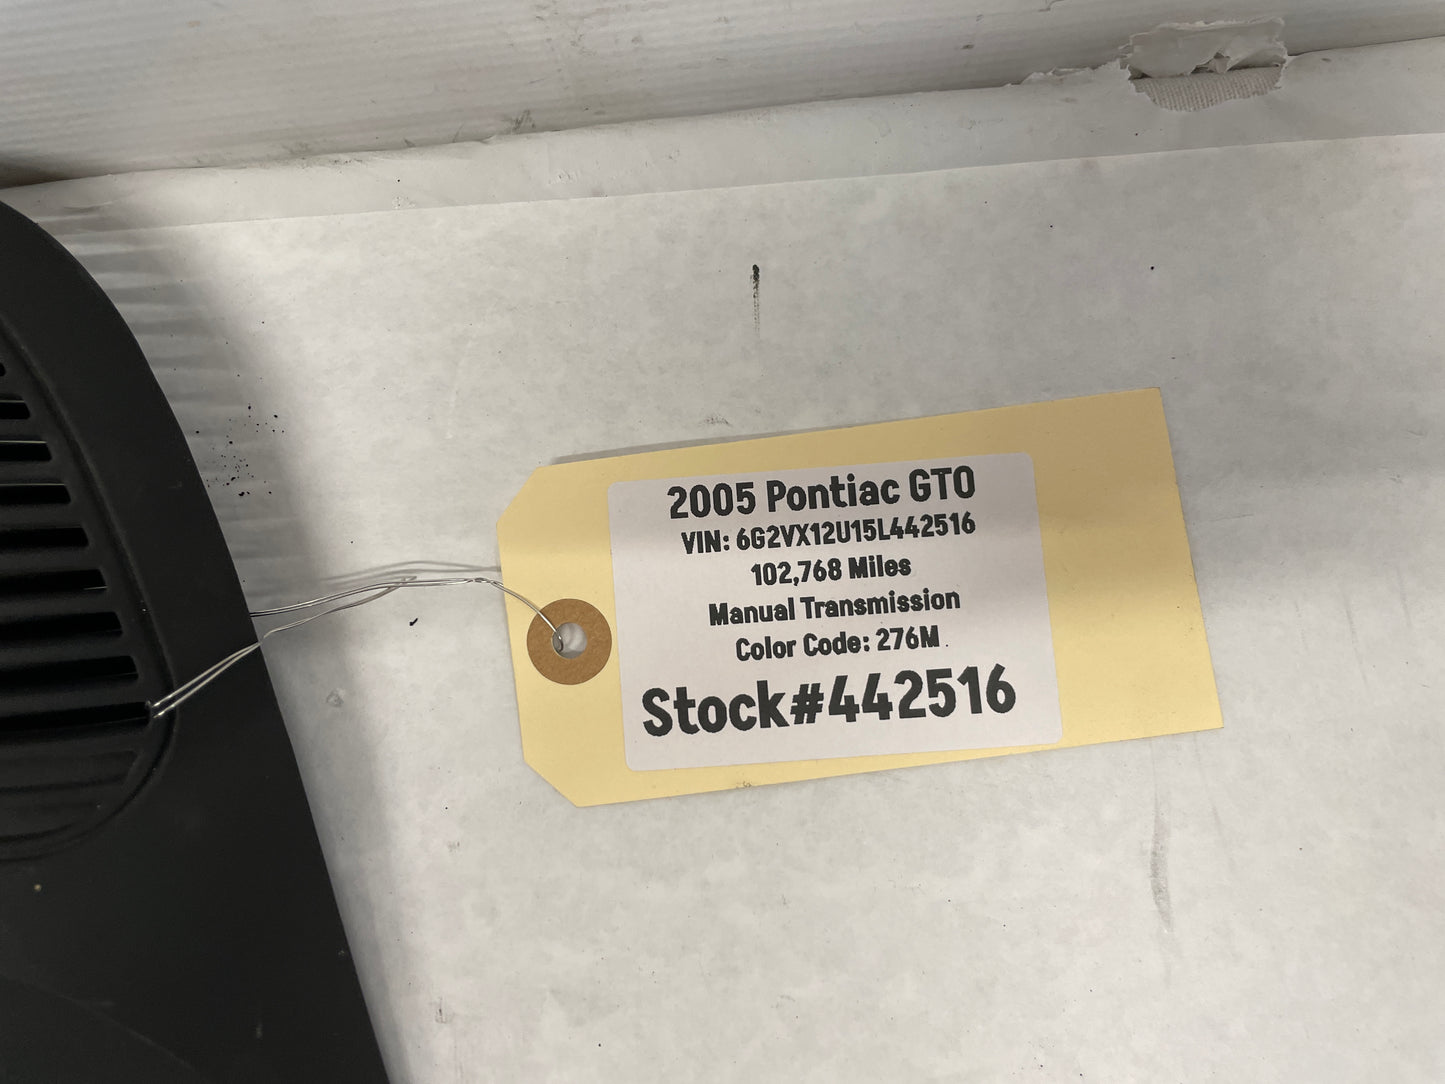 2005 Pontiac GTO
VIN: 6G2VX12U15L442516
102,768 Miles
Manual Transmission
Color Code: 276M
Stock#442516